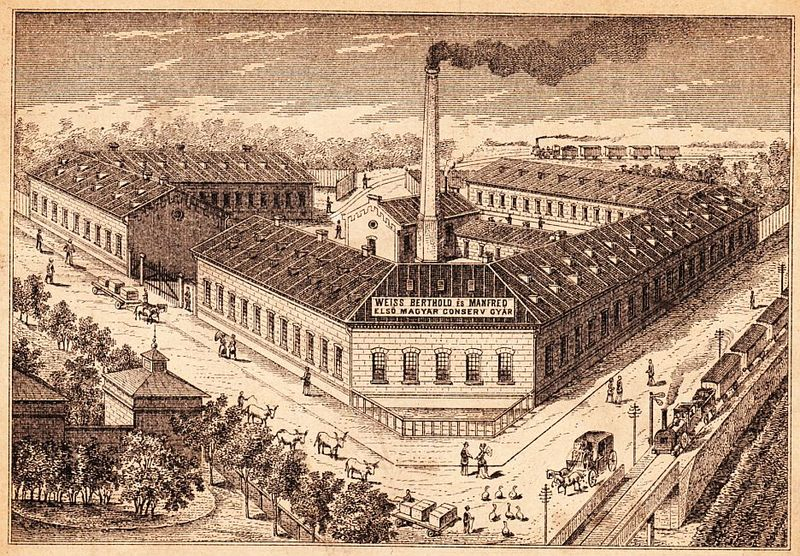 WEISS BERTHOLD és MANFRED
ELSŐ MAGYAR CONSERV GYÁR